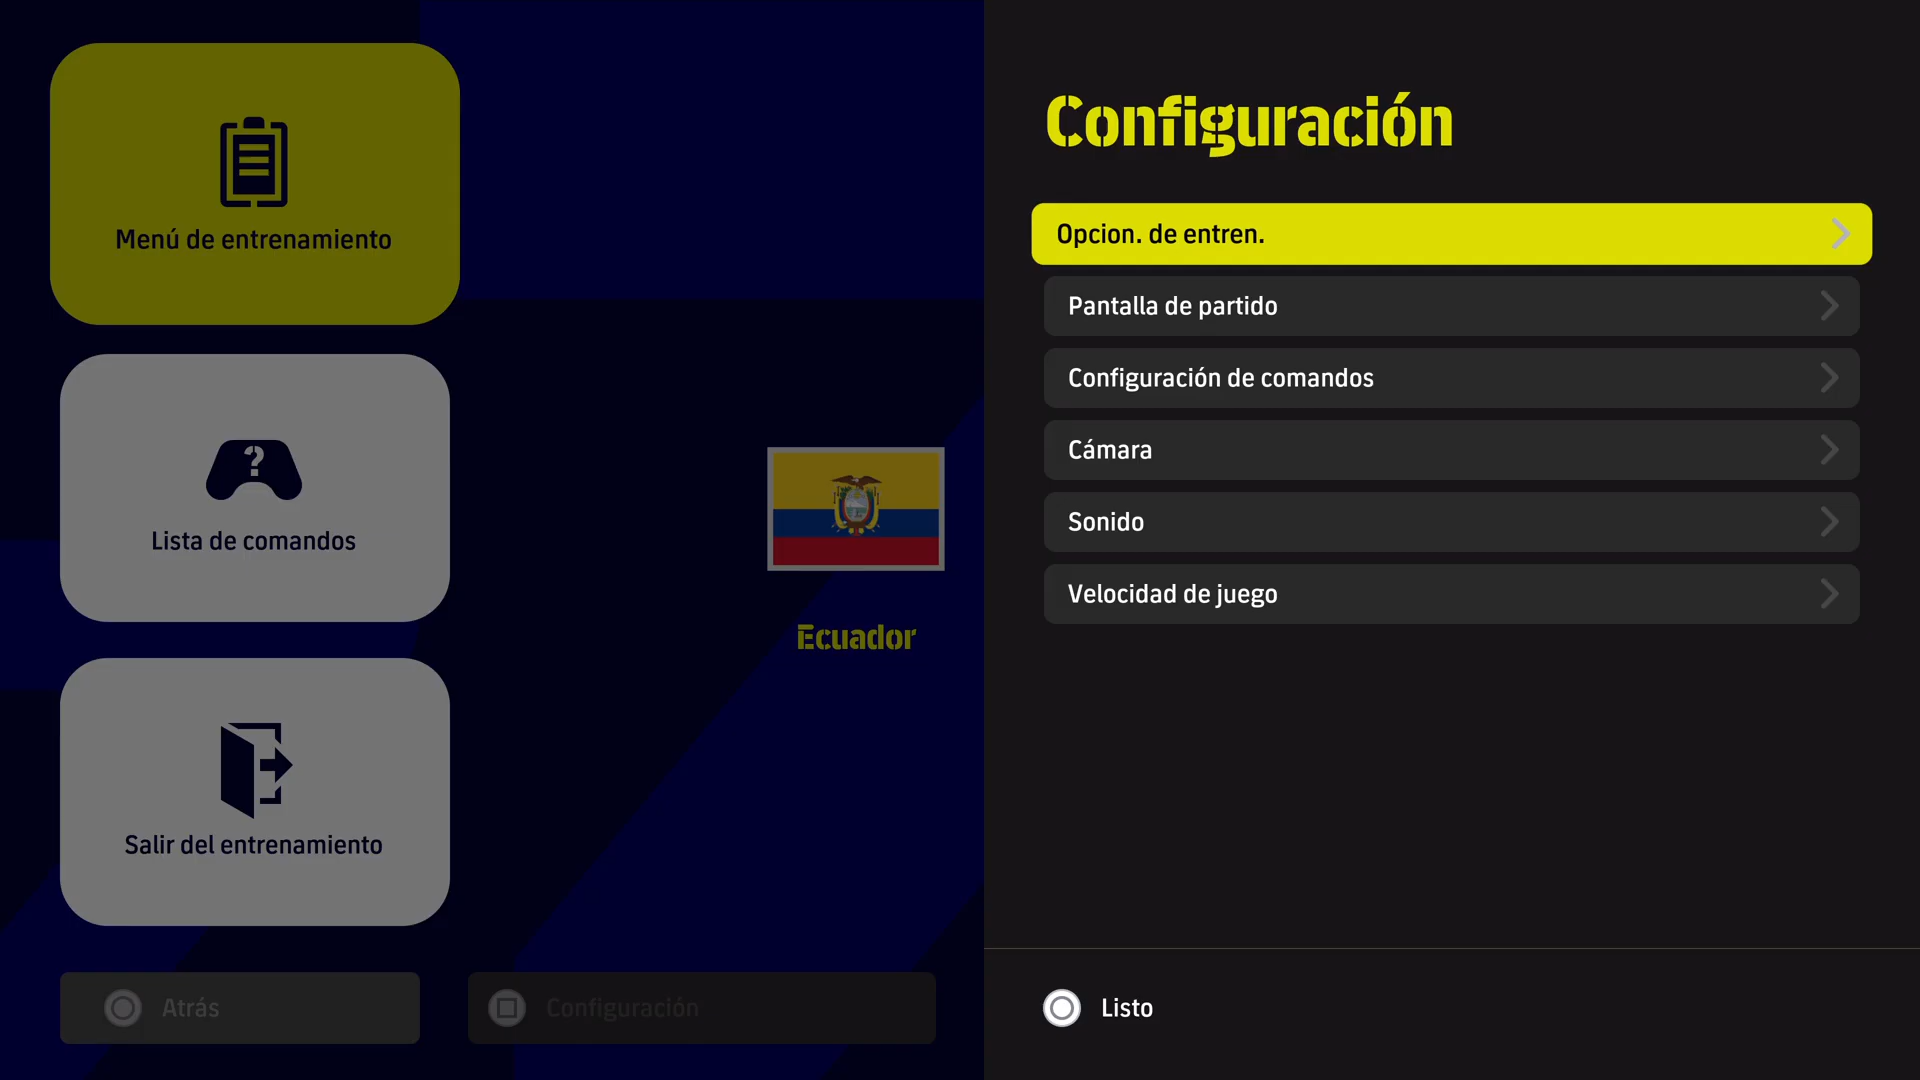 Menú de entrenamiento
Lista de comandos
Salir del entrenamiento
Ecuador
Atrás
Configuración
Configuración
Opcion. de entren.
Pantalla de partido
Configuración de comandos
Cámara
Sonido
Velocidad de juego
Listo